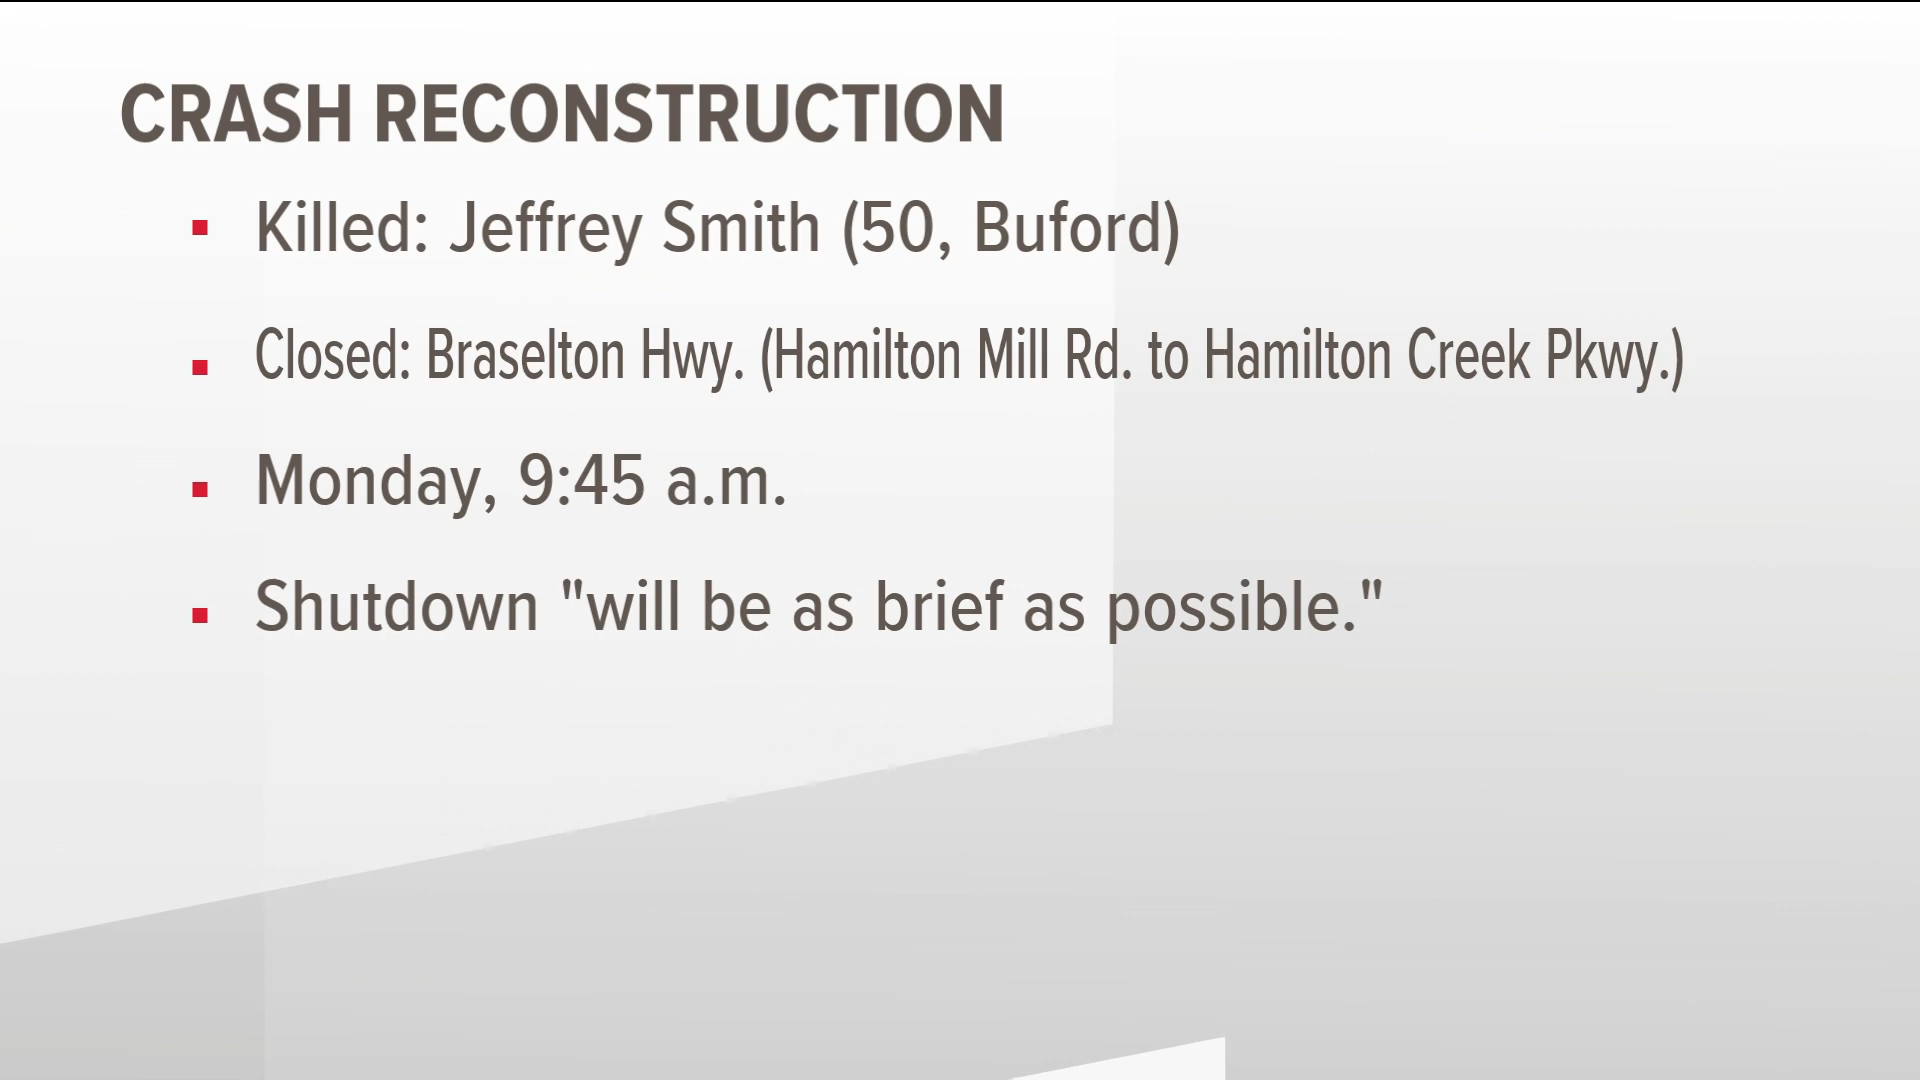 CRASH RECONSTRUCTION
Killed: Jeffrey Smith (50, Buford)
Closed: Braselton Hwy. (Hamilton Mill Rd. to Hamilton Creek Pkwy.)
Monday, 9:45 a.m.
Shutdown "will be as brief as possible."